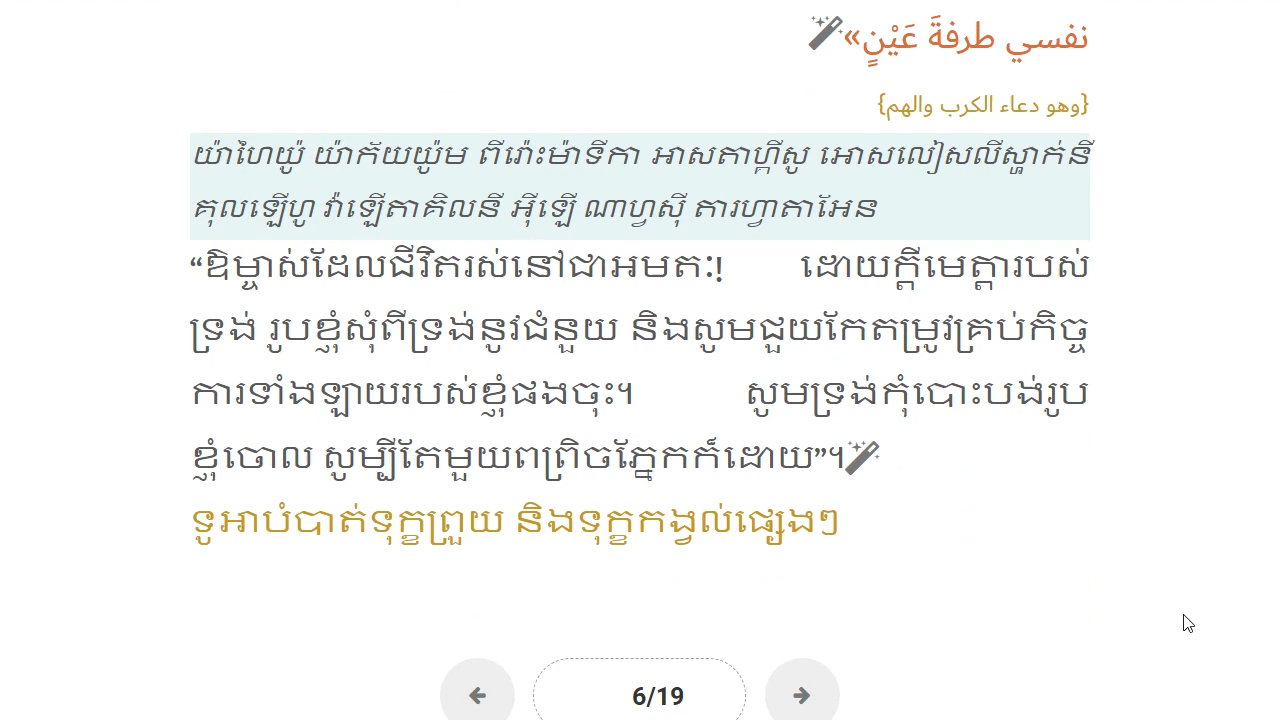 نفسي طرفةَ عَيْنٍ»
{وهو دعاء الكرب والهم}
យ៉ាហៃយ៉ូ យ៉ាក័យយ៉ូម ពីរ៉ោះម៉ាទីកា អាសតាហ្គីសូ អោសលៀសលីស្ហាក់នី
គុលឡើហូ វ៉ាឡើតាគិលនី អ៊ីឡើ ណាហ្វស៊ី តារហ្វាតាអែន
“ឱម្ចាស់ដែលជីវិតរស់នៅជាអមតៈ! ដោយក្តីមេត្តារបស់
ទ្រង់ រូបខ្ញុំសុំពីទ្រង់នូវជំនួយ និងសូមជួយកែតម្រូវគ្រប់កិច្ច
ការទាំងឡាយរបស់ខ្ញុំផងចុះ។ សូមទ្រង់កុំបោះបង់រូប
ខ្ញុំចោល សូម្បីតែមួយពព្រិចភ្នែកក៏ដោយ”។
ទូអាបំបាត់ទុក្ខព្រួយ និងទុក្ខកង្វល់ផ្សេងៗ
6/19